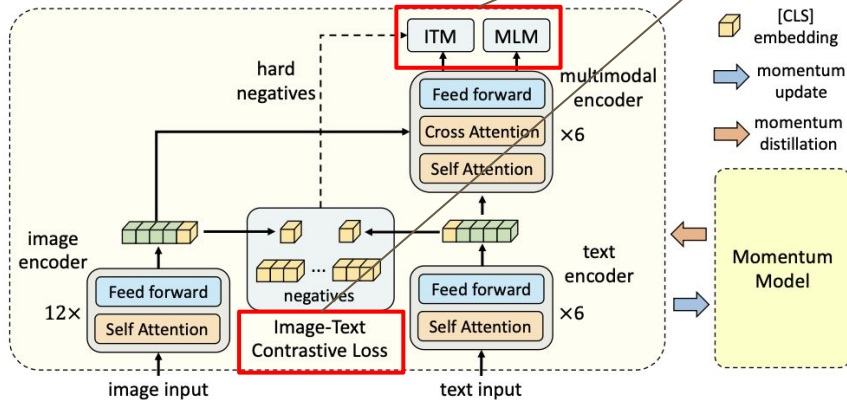 ITM
MLM
[CLS]
embedding
hard
negatives
multimodal
encoder
momentum
update
Feed forward
Cross Attention
×6
Self Attention
momentum
distillation
image
encoder
text
encoder
Momentum
Model
12×
Feed forward
Self Attention
...
negatives
Feed forward
×6
Self Attention
Image-Text
Contrastive Loss
image input
text input